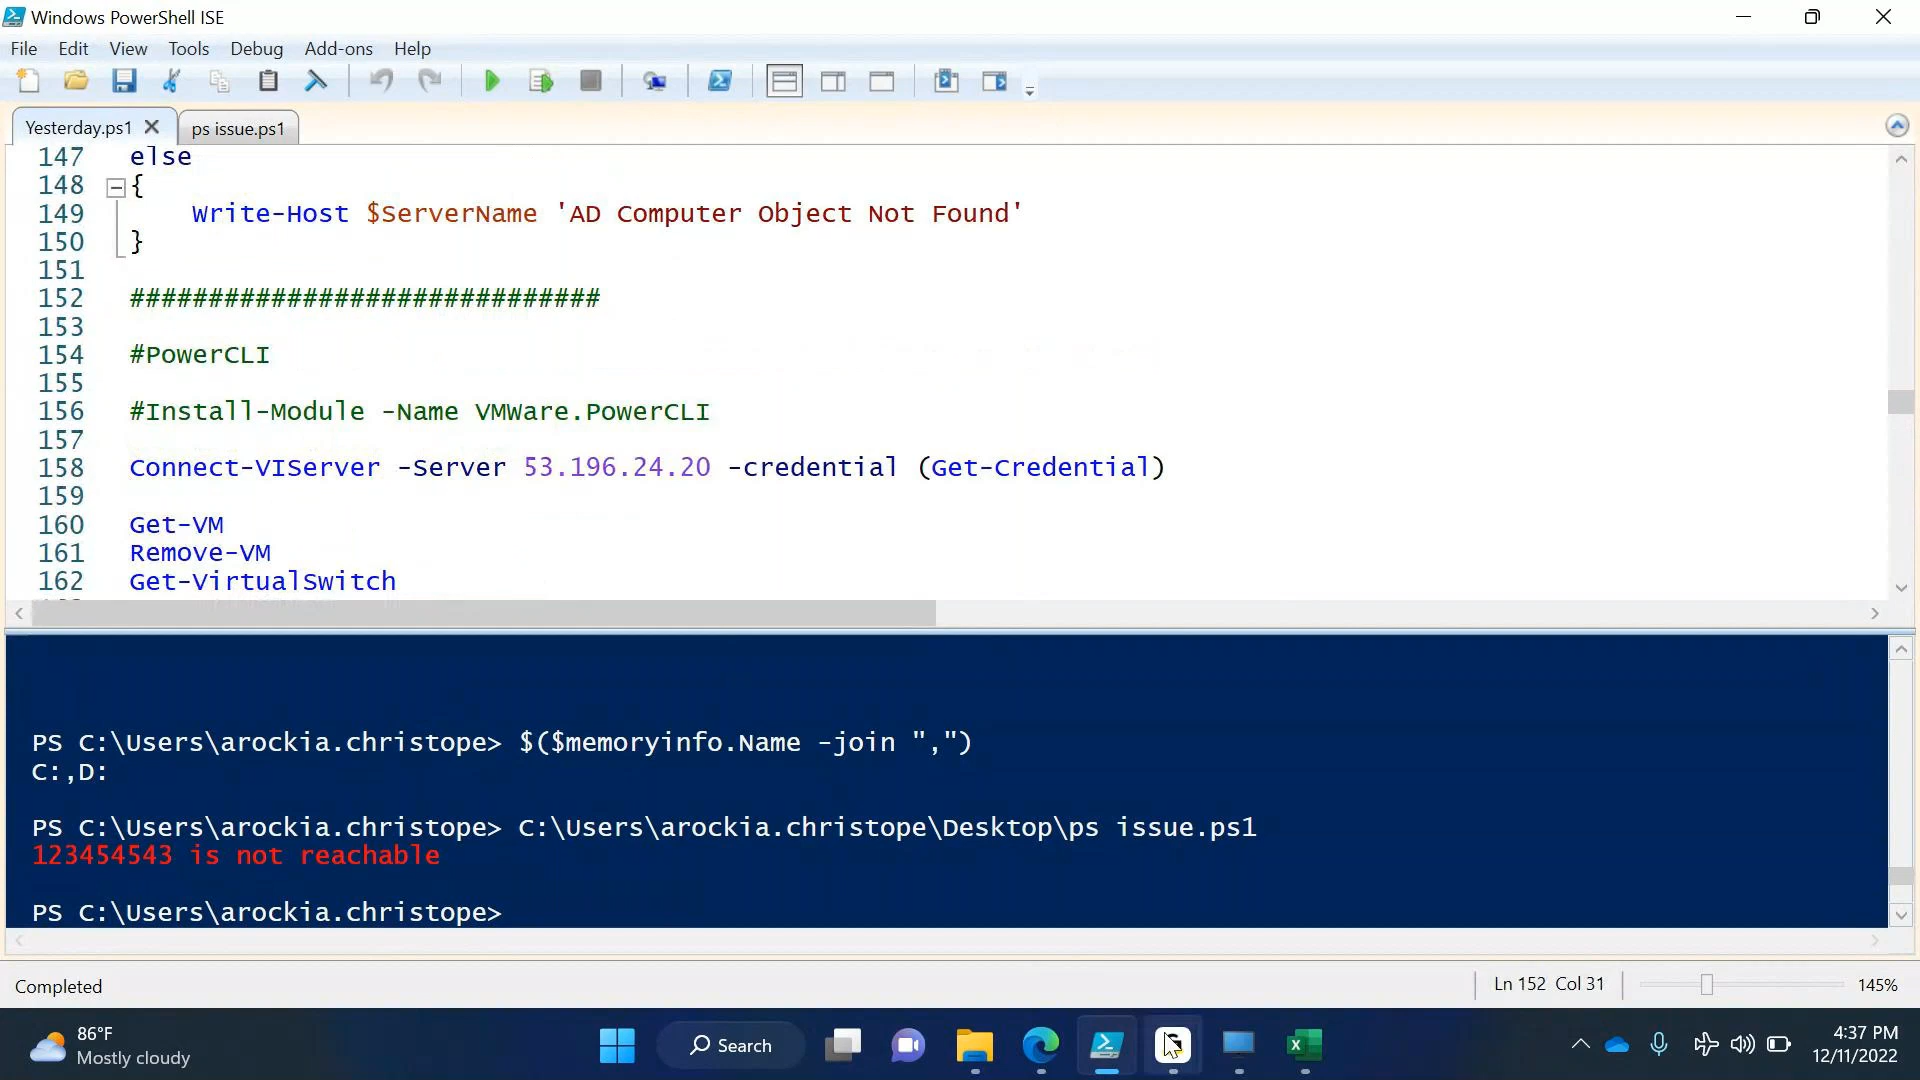 Windows PowerShell ISE
File Edit View Tools Debug Add-ons Help
Yesterday.ps1 ps issue.ps1
147 else
148 {
149 Write-Host $ServerName 'AD Computer Object Not Found'
150 }
151
152 ##############################
153
154 #PowerCLI
155
156 #Install-Module -Name VMWare.PowerCLI
157
158 Connect-VIServer -Server 53.196.24.20 -credential (Get-Credential)
159
160 Get-VM
161 Remove-VM
162 Get-VirtualSwitch
PS C:\Users\arockia.christope> $($memoryinfo.Name -join ",")
C:,D:
PS C:\Users\arockia.christope> C:\Users\arockia.christope\Desktop\ps issue.ps1
123454543 is not reachable
PS C:\Users\arockia.christope>
Completed
Ln 152 Col 31
145%
86°F
Mostly cloudy
Search
4:37 PM
12/11/2022